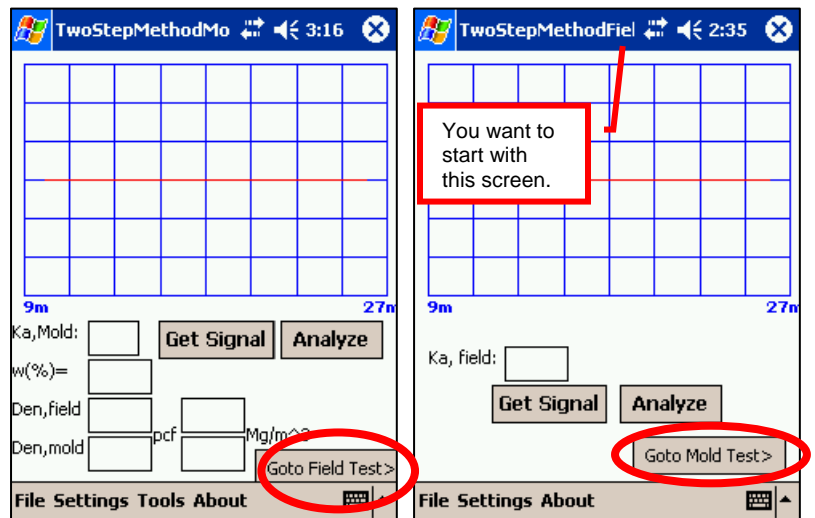 TwoStepMethodMo 3:16
9m 27m
Ka,Mold:
Get Signal Analyze
w(%)=
Den,field
pcf Mg/m^3
Den,mold
Goto Field Test>
File Settings Tools About
TwoStepMethodFiel 2:35
You want to
start with
this screen.
9m 27m
Ka, field:
Get Signal Analyze
Goto Mold Test>
File Settings About